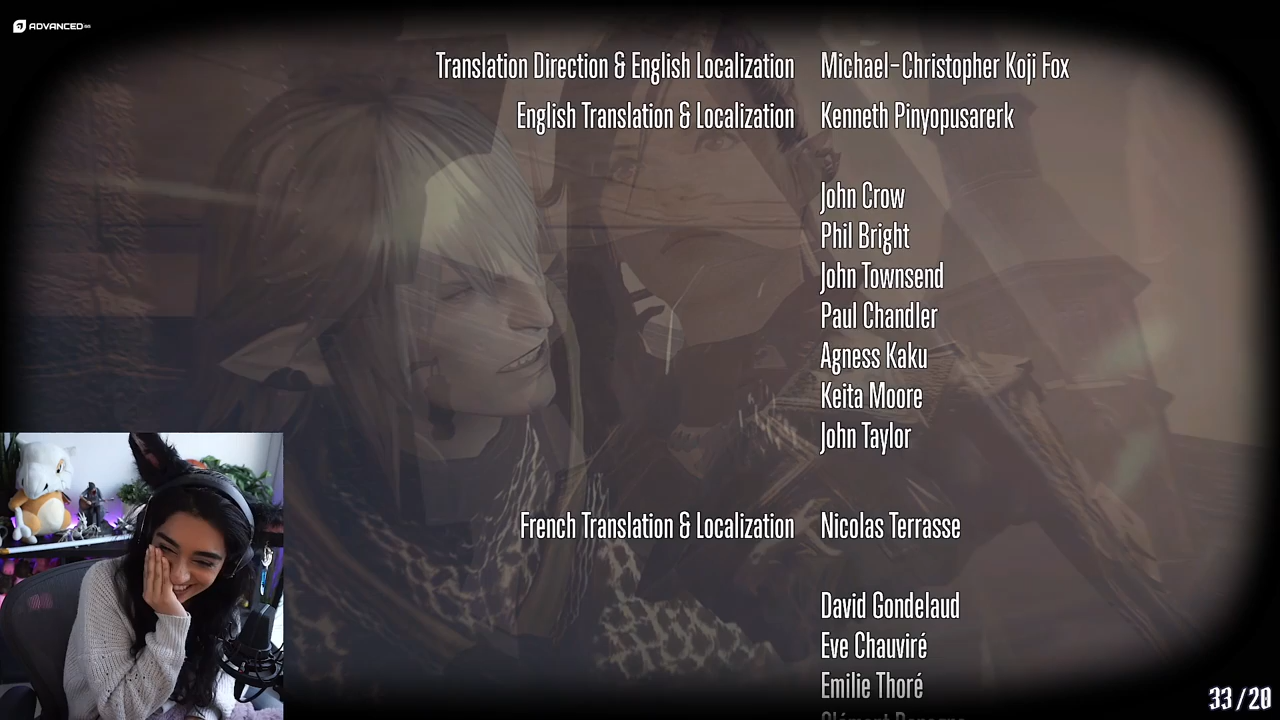 ADVANCED
Translation Direction & English Localization Michael-Christopher Koji Fox
English Translation & Localization Kenneth Pinyopusarerk
John Crow
Phil Bright
John Townsend
Paul Chandler
Agness Kaku
Keita Moore
John Taylor
French Translation & Localization Nicolas Terrasse
David Gondelaud
Eve Chauviré
Emilie Thoré
33/20